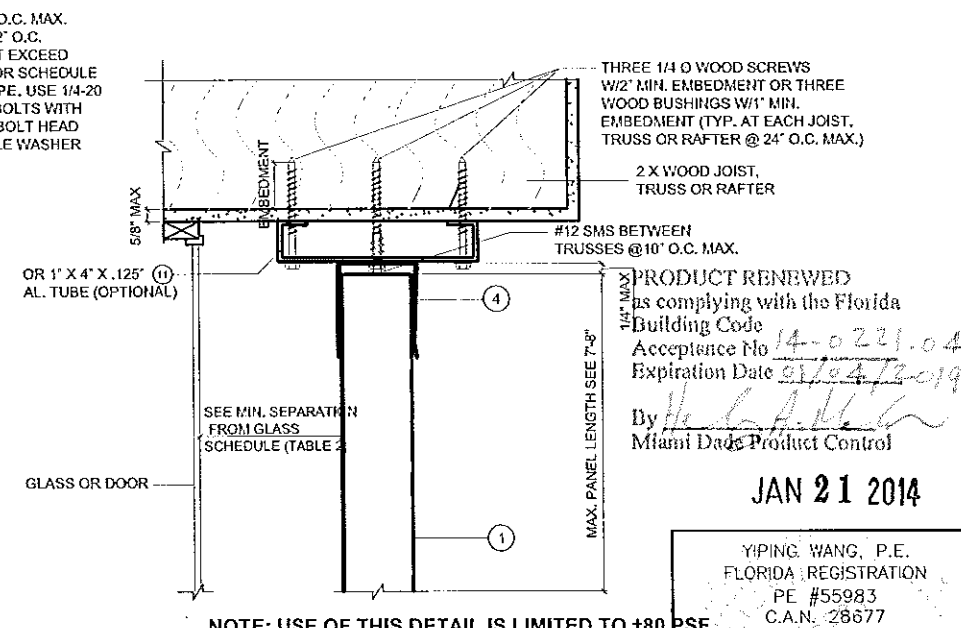 O.C. MAX.
2" O.C.
T EXCEED
OR SCHEDULE
PE. USE 1/4-20
BOLTS WITH
BOLT HEAD
LE WASHER
THREE 1/4 Ø WOOD SCREWS
W/2" MIN. EMBEDMENT OR THREE
WOOD BUSHINGS W/1" MIN.
EMBEDMENT (TYP. AT EACH JOIST,
TRUSS OR RAFTER @ 24" O.C. MAX.)
2 X WOOD JOIST,
TRUSS OR RAFTER
EMBEDMENT
5/8" MAX
#12 SMS BETWEEN
TRUSSES @10" O.C. MAX.
OR 1" X 4" X .125" 11
AL. TUBE (OPTIONAL)
4
1/4" MAX
PRODUCT RENEWED
as complying with the Florida
Building Code
Acceptance No 14-0221.04
Expiration Date 01/04/2019
By
Miami Dade Product Control
SEE MIN. SEPARATION
FROM GLASS
SCHEDULE (TABLE 2
GLASS OR DOOR
MAX. PANEL LENGTH SEE 7'-8"
1
JAN 21 2014
YIPING WANG, P.E.
FLORIDA REGISTRATION
PE #55983
C.A.N. 28677
NOTE: USE OF THIS DETAIL IS LIMITED TO ±80 PSF